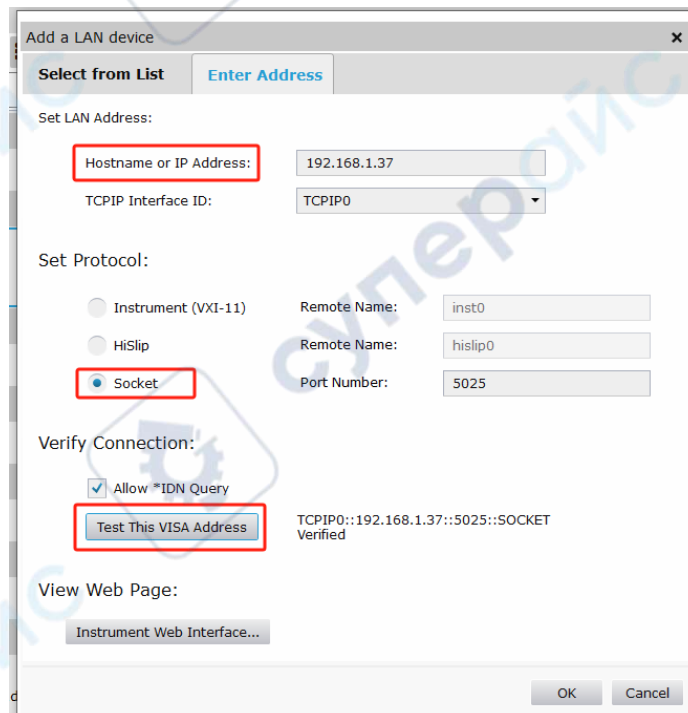 Add a LAN device
Select from List
Enter Address
Set LAN Address:
Hostname or IP Address: 192.168.1.37
TCPIP Interface ID: TCPIP0
Set Protocol:
Instrument (VXI-11) Remote Name: inst0
HiSlip Remote Name: hislip0
Socket Port Number: 5025
Verify Connection:
Allow *IDN Query
Test This VISA Address
TCPIP0::192.168.1.37::5025::SOCKET
Verified
View Web Page:
Instrument Web Interface...
OK Cancel
суперайс